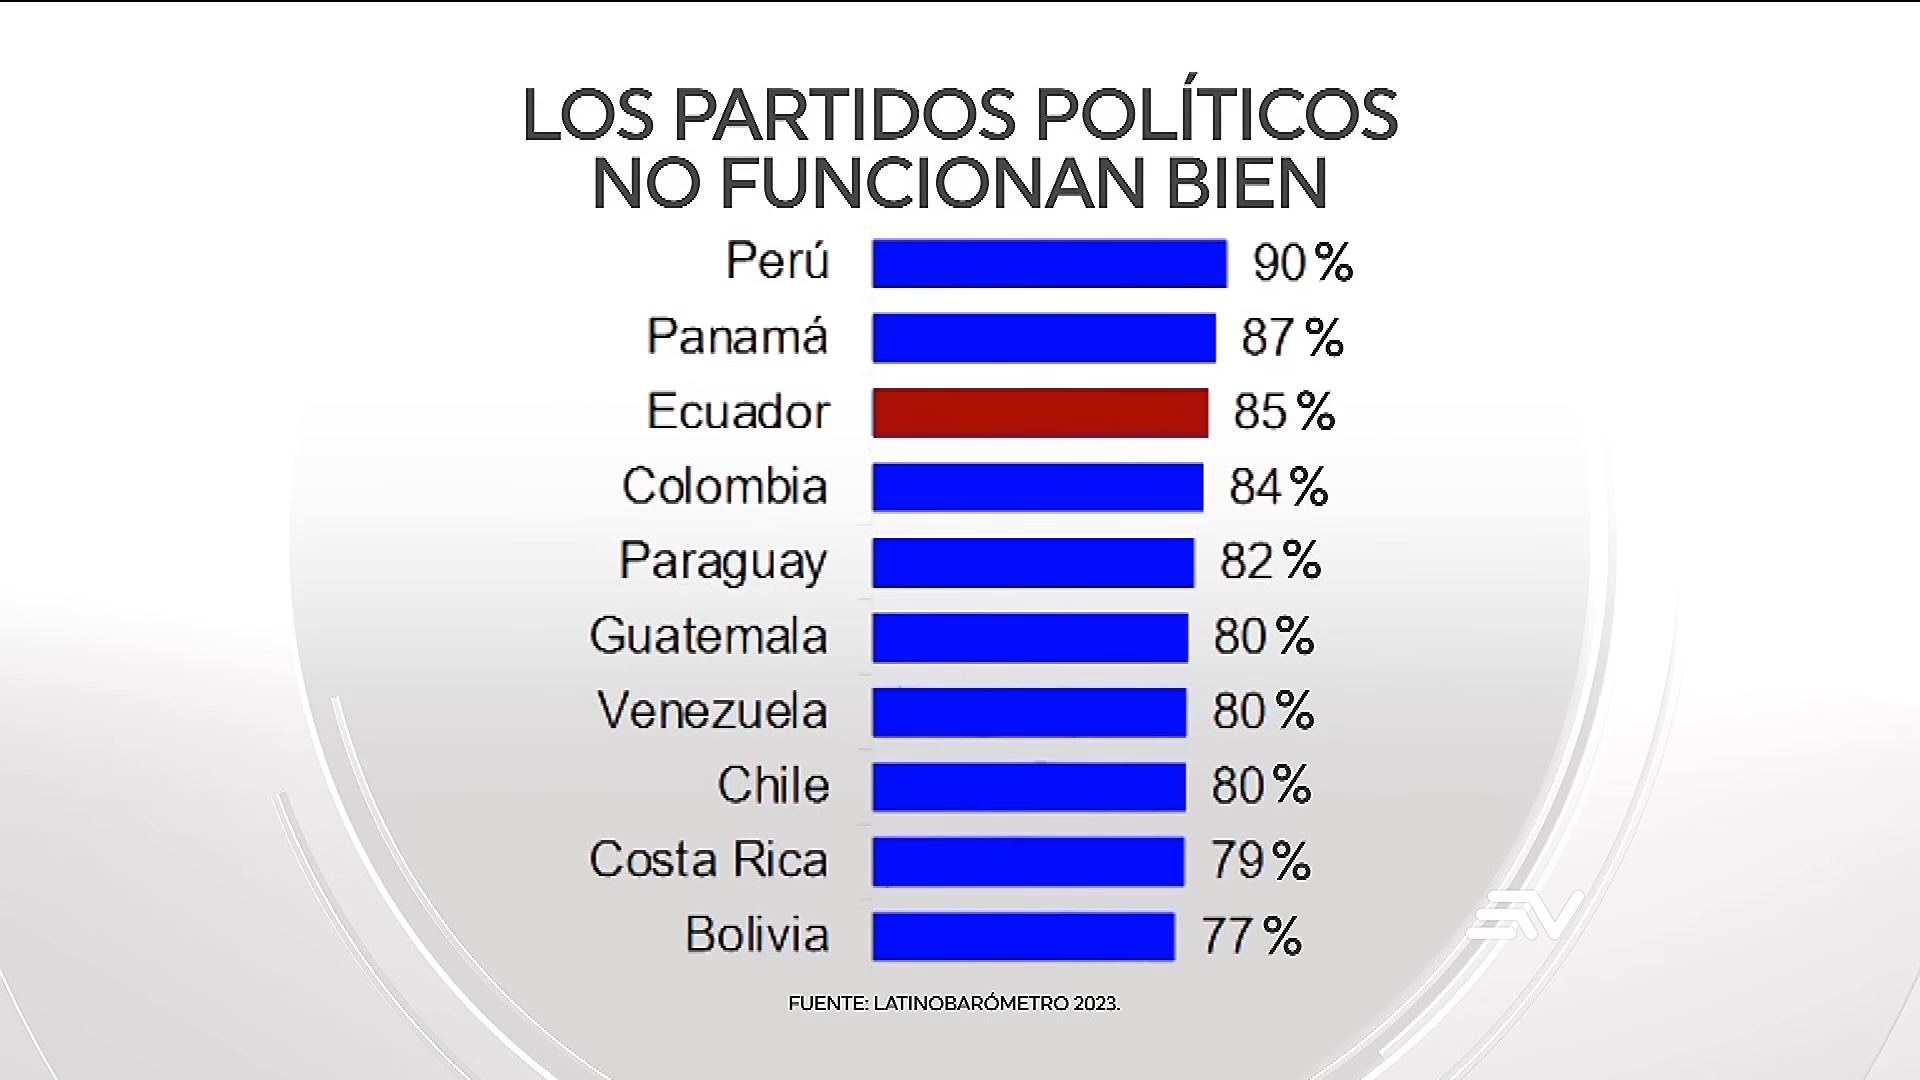 LOS PARTIDOS POLÍTICOS
NO FUNCIONAN BIEN
Perú 90 %
Panamá 87 %
Ecuador 85 %
Colombia 84 %
Paraguay 82 %
Guatemala 80 %
Venezuela 80 %
Chile 80 %
Costa Rica 79 %
Bolivia 77 %
FUENTE: LATINOBARÓMETRO 2023.